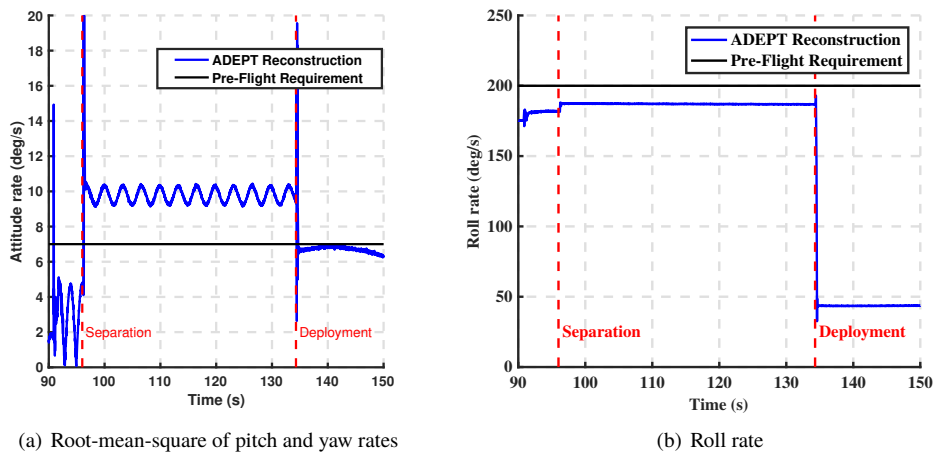 20
18
16
14
12
10
8
6
4
2
0
Attitude rate (deg/s)
ADEPT Reconstruction
Pre-Flight Requirement
Separation
Deployment
90 100 110 120 130 140 150
Time (s)
(a) Root-mean-square of pitch and yaw rates
250
200
150
100
50
0
Roll rate (deg/s)
ADEPT Reconstruction
Pre-Flight Requirement
Separation
Deployment
90 100 110 120 130 140 150
Time (s)
(b) Roll rate